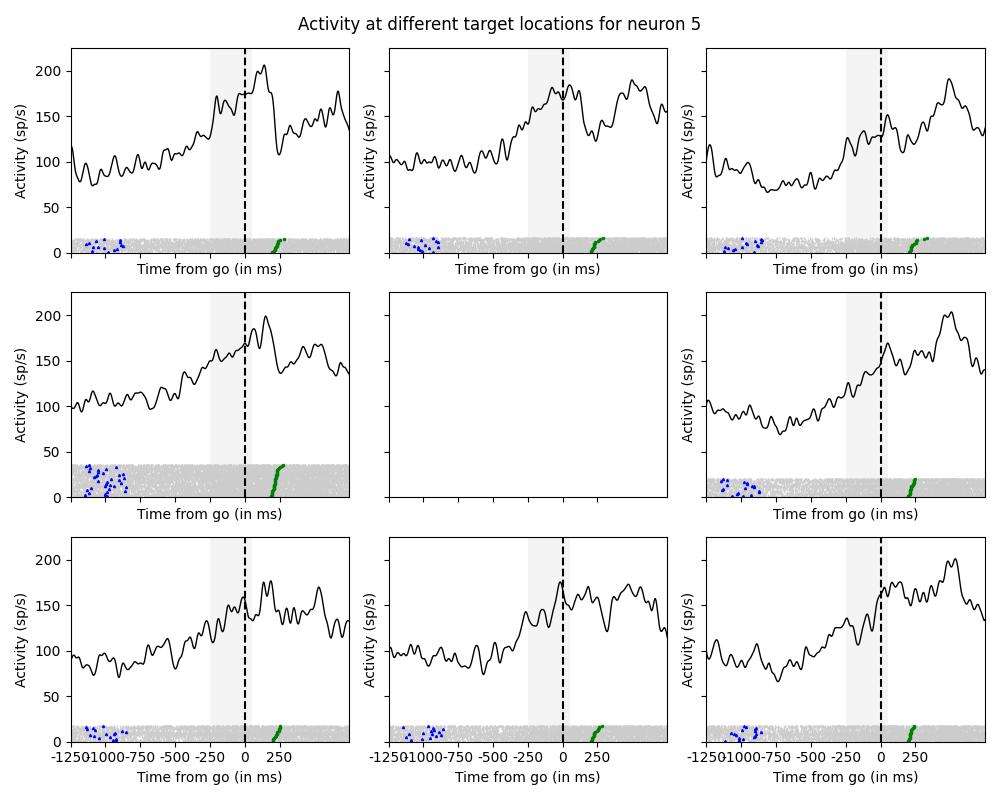 Activity at different target locations for neuron 5
200
150
100
50
0
Activity (sp/s)
Time from go (in ms)
Activity (sp/s)
Time from go (in ms)
Activity (sp/s)
Time from go (in ms)
200
150
100
50
0
Activity (sp/s)
Time from go (in ms)
Time from go (in ms)
Activity (sp/s)
Time from go (in ms)
200
150
100
50
0
Activity (sp/s)
-1250 -1000 -750 -500 -250 0 250
Time from go (in ms)
Activity (sp/s)
-1250 -1000 -750 -500 -250 0 250
Time from go (in ms)
Activity (sp/s)
-1250 -1000 -750 -500 -250 0 250
Time from go (in ms)